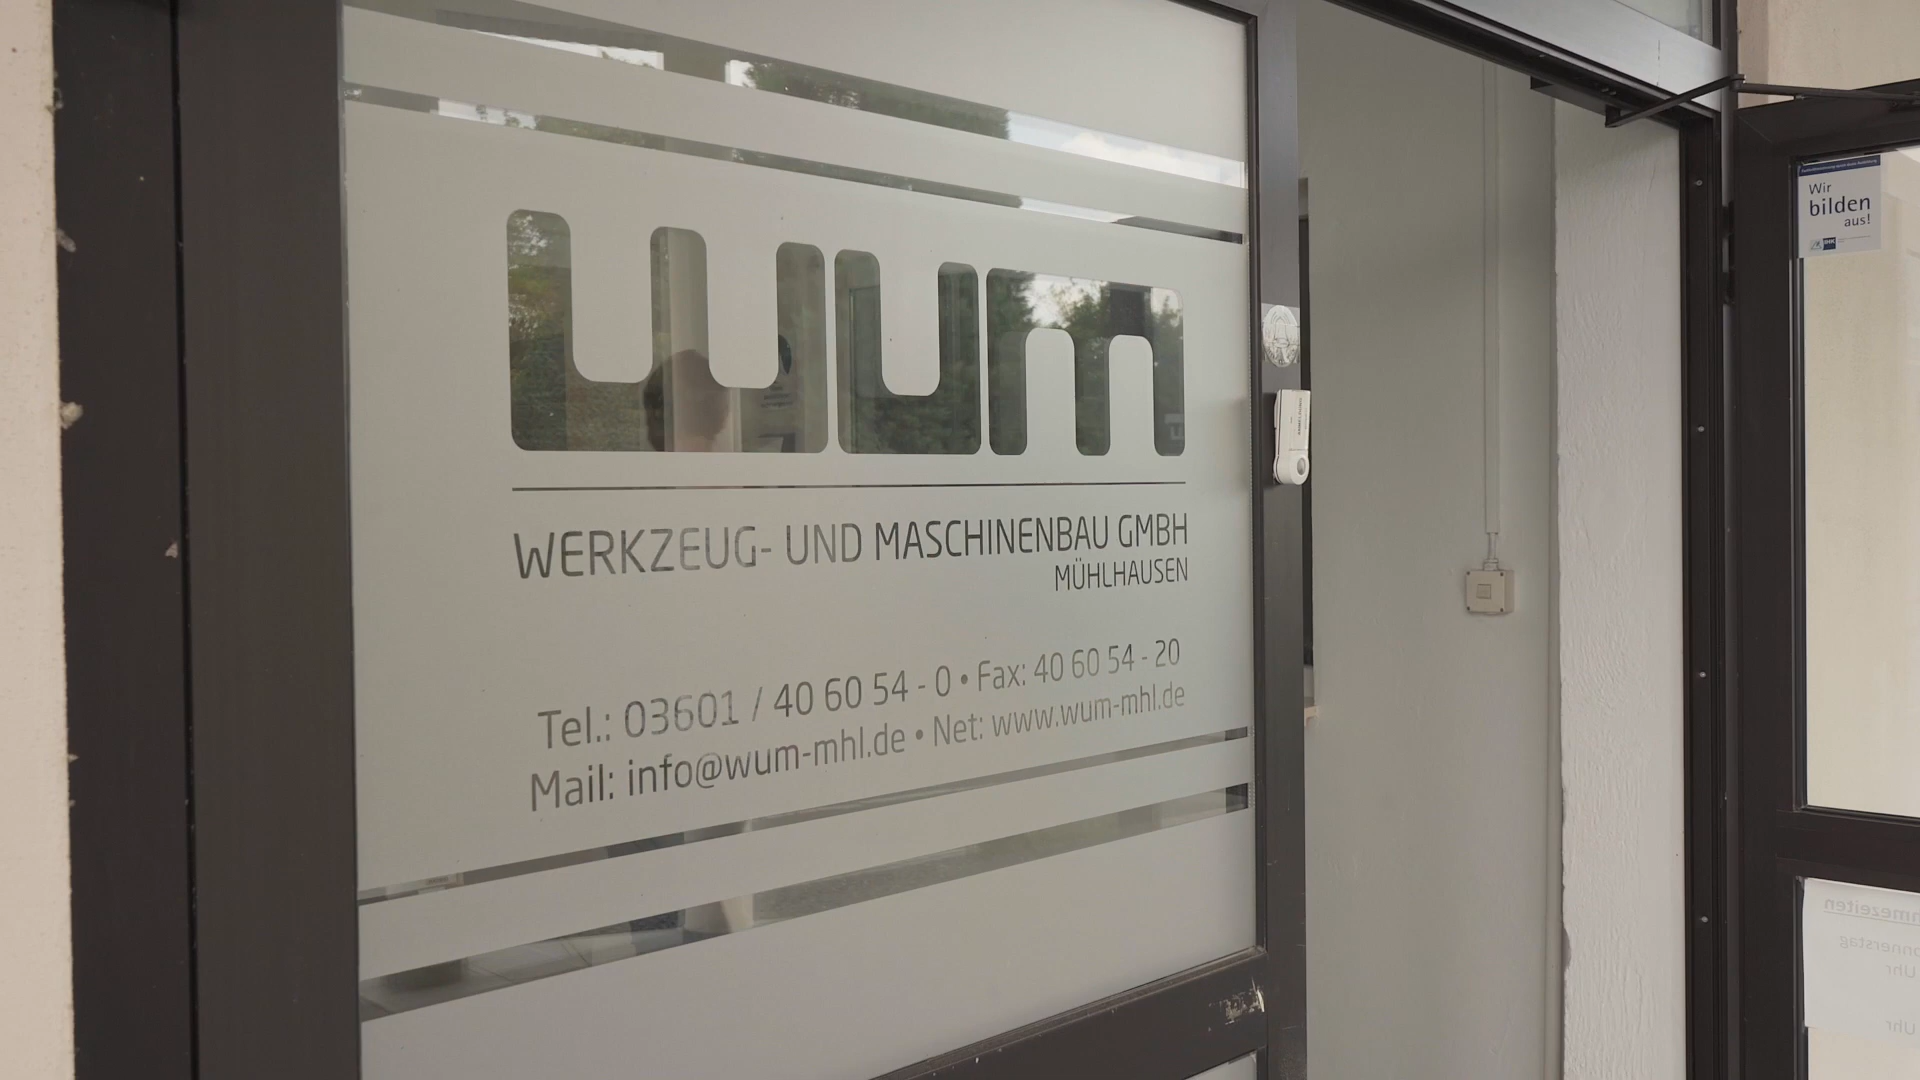 wum
WERKZEUG- UND MASCHINENBAU GMBH
MÜHLHAUSEN
Tel.: 03601 / 40 60 54 - 0 • Fax: 40 60 54 - 20
Mail: info@wum-mhl.de • Net: www.wum-mhl.de
Wir
bilden
aus!
IHK